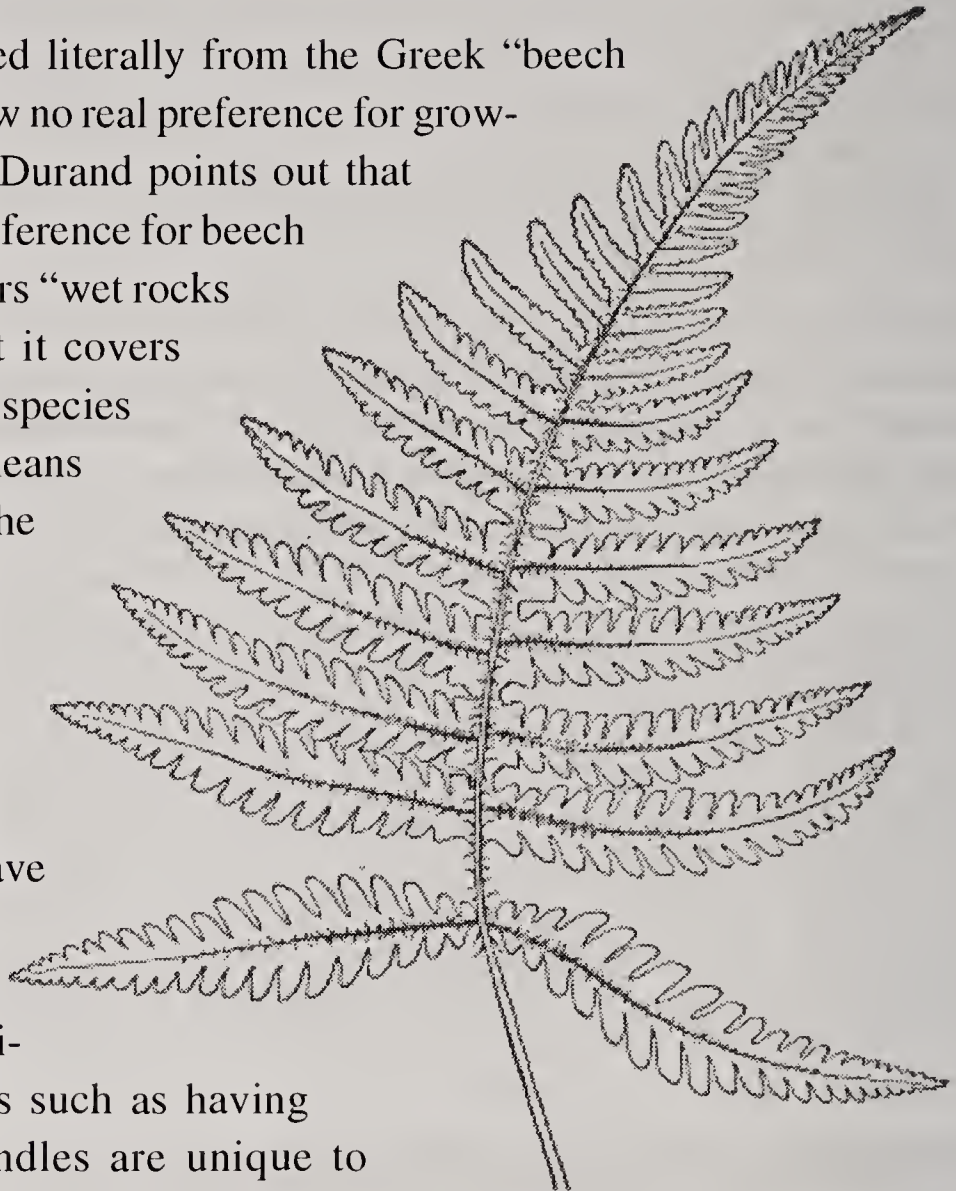 ed literally from the Greek “beech
w no real preference for grow-
Durand points out that
ference for beech
rs “wet rocks
t it covers
species
eans
he
ave
i-
s such as having
ndles are unique to